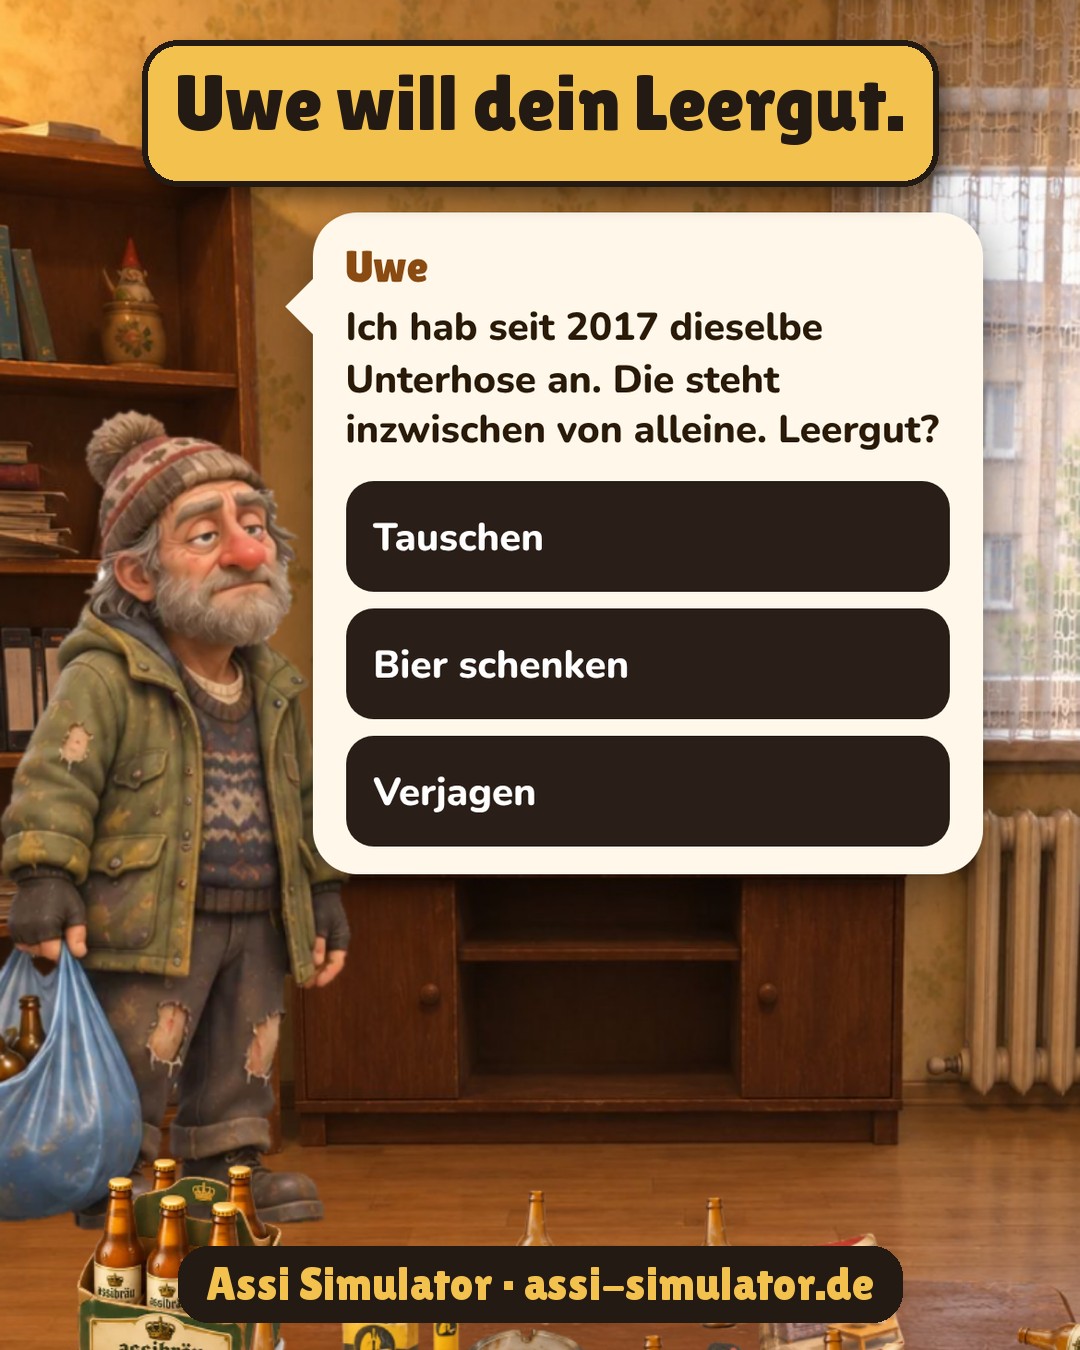 Uwe will dein Leergut.
Uwe
Ich hab seit 2017 dieselbe
Unterhose an. Die steht
inzwischen von alleine. Leergut?
Tauschen
Bier schenken
Verjagen
assibräu
Assi Simulator · assi-simulator.de